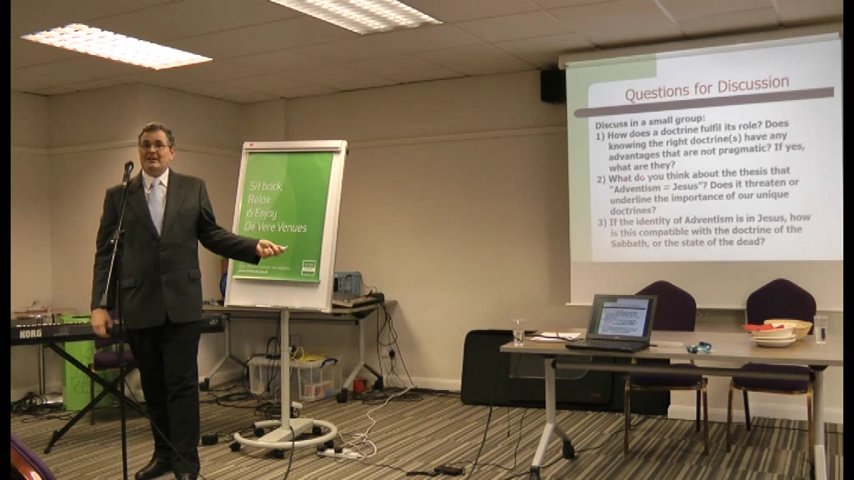 Questions for Discussion
Discuss in a small group:
1) How does a doctrine fulfil its role? Does
knowing the right doctrine(s) have any
advantages that are not pragmatic? If yes,
what are they?
2) What do you think about the thesis that
"Adventism = Jesus"? Does it threaten or
underline the importance of our unique
doctrines?
3) If the identity of Adventism is in Jesus, how
is this compatible with the doctrine of the
Sabbath, or the state of the dead?
Sit back,
Relax
& Enjoy
De Vere Venues
KORG